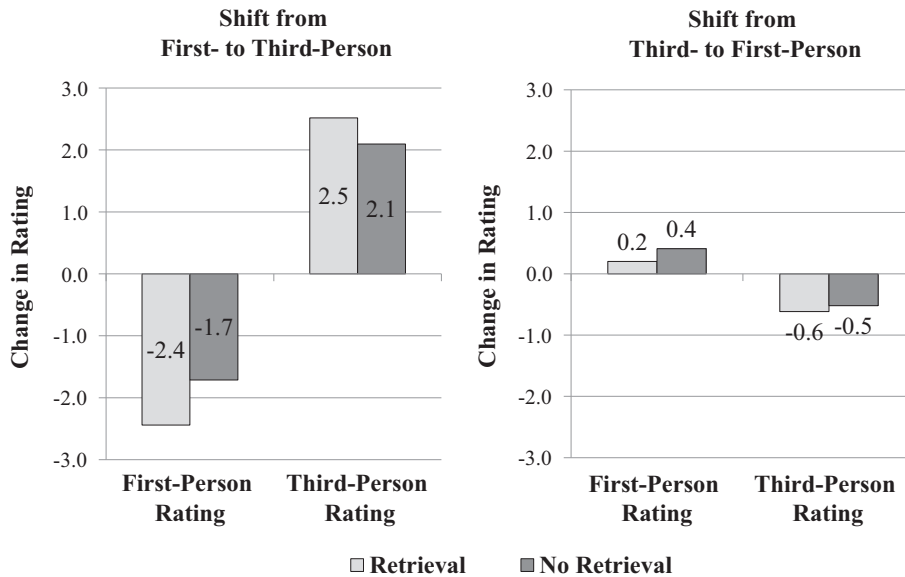 Shift from
First- to Third-Person
Change in Rating
3.0
2.0
1.0
0.0
-1.0
-2.0
-3.0
-2.4
-1.7
2.5
2.1
First-Person
Rating
Third-Person
Rating
Shift from
Third- to First-Person
Change in Rating
3.0
2.0
1.0
0.0
-1.0
-2.0
-3.0
0.2
0.4
-0.6
-0.5
First-Person
Rating
Third-Person
Rating
Retrieval
No Retrieval